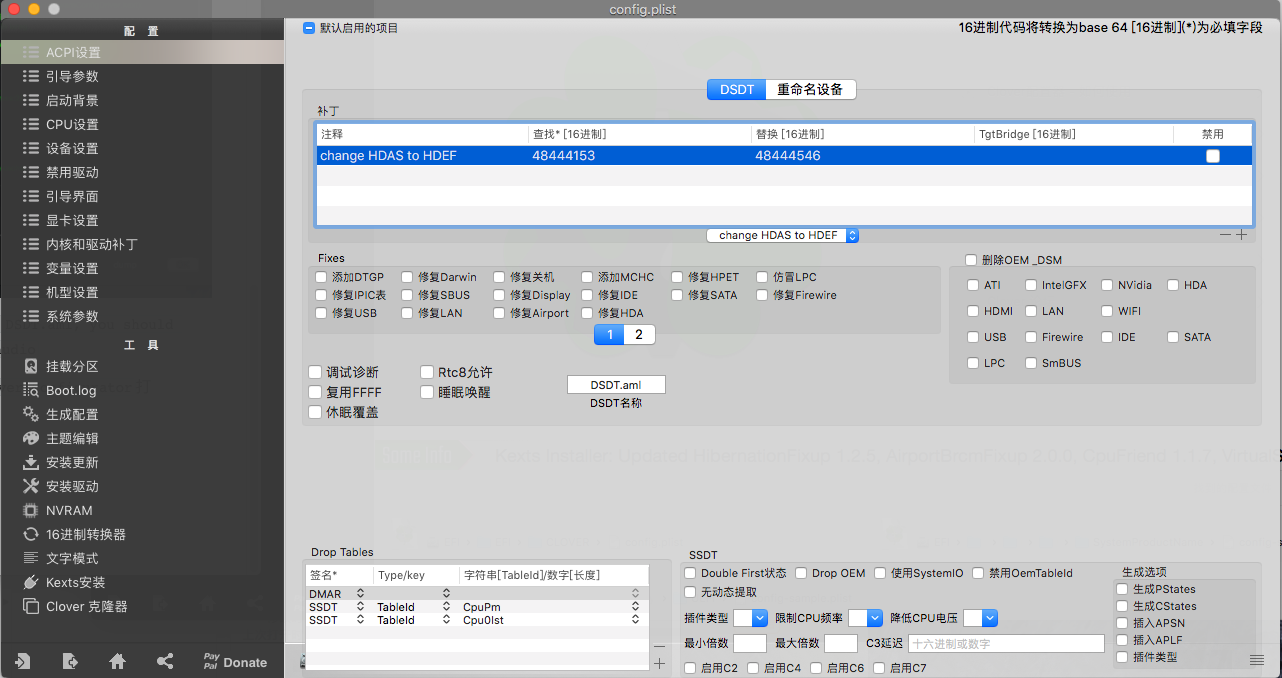 config.plist
配 置
ACPI设置
引导参数
启动背景
CPU设置
设备设置
禁用驱动
引导界面
显卡设置
内核和驱动补丁
变量设置
机型设置
系统参数
工 具
挂载分区
Boot.log
生成配置
主题编辑
安装更新
安装驱动
NVRAM
16进制转换器
文字模式
Kexts安装
Clover 克隆器
Pay Pal Donate
默认启用的项目
16进制代码将转换为base 64 [16进制](*)为必填字段
DSDT 重命名设备
补丁
注释 查找* [16进制] 替换 [16进制] TgtBridge [16进制] 禁用
change HDAS to HDEF 48444153 48444546
change HDAS to HDEF
Fixes
添加DTGP 修复Darwin 修复关机 添加MCHC 修复HPET 仿冒LPC
修复IPIC表 修复SBUS 修复Display 修复IDE 修复SATA 修复Firewire
修复USB 修复LAN 修复Airport 修复HDA
1 2
删除OEM _DSM
ATI IntelGFX NVidia HDA
HDMI LAN WIFI
USB Firewire IDE SATA
LPC SmBUS
调试诊断 Rtc8允许
复用FFFF 睡眠唤醒
休眠覆盖
DSDT.aml
DSDT名称
Drop Tables
签名* Type/key 字符串[TableId]/数字[长度]
DMAR
SSDT TableId CpuPm
SSDT TableId Cpu0Ist
SSDT
Double First状态 Drop OEM 使用SystemIO 禁用OemTableId
无动态提取
插件类型 限制CPU频率 降低CPU电压
最小倍数 最大倍数 C3延迟 十六进制或数字
启用C2 启用C4 启用C6 启用C7
生成选项
生成PStates
生成CStates
插入APSN
插入APLF
插件类型